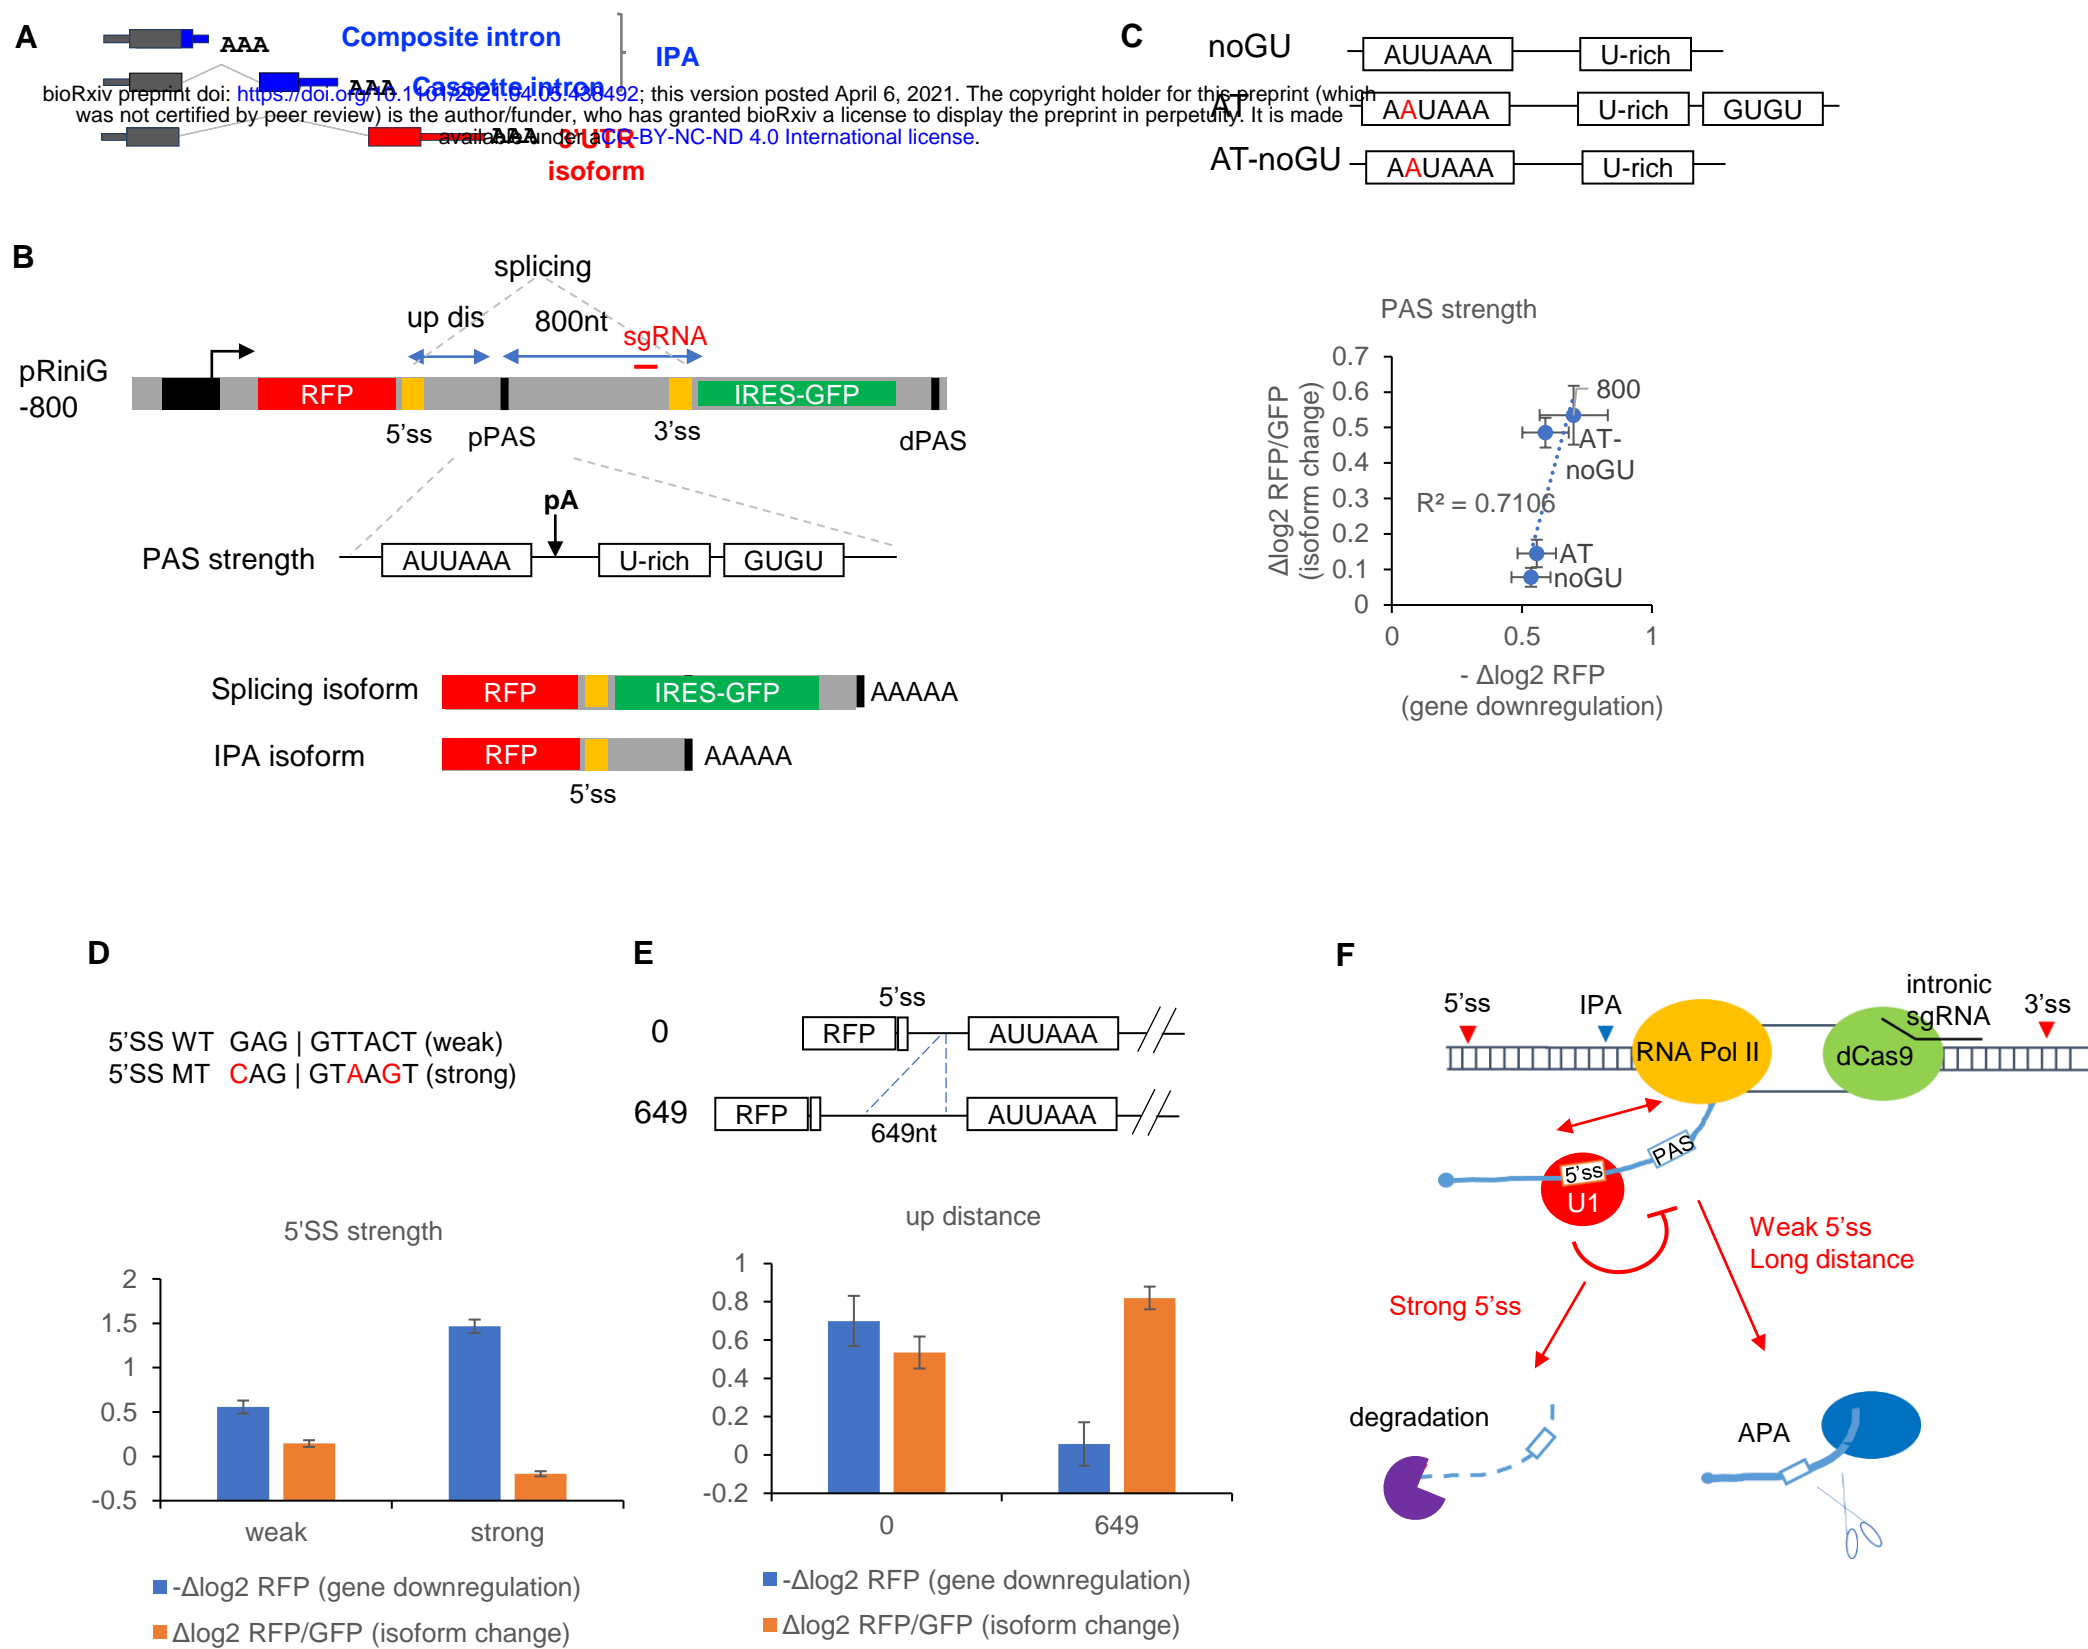 A
AAA
Composite intron
IPA
AAA
Cassette intron
bioRxiv preprint doi: https://doi.org/10.1101/2021.04.05.438492; this version posted April 6, 2021. The copyright holder for this preprint (which
was not certified by peer review) is the author/funder, who has granted bioRxiv a license to display the preprint in perpetuity. It is made
available under aCC-BY-NC-ND 4.0 International license.
AAA
3'UTR
isoform
C
noGU
AUUAAA
U-rich
AT
AAUAAA
U-rich
GUGU
AT-noGU
AAUAAA
U-rich
B
splicing
up dis
800nt
sgRNA
pRiniG
-800
RFP
IRES-GFP
5'ss
pPAS
3'ss
dPAS
pA
PAS strength
AUUAAA
U-rich
GUGU
Splicing isoform
RFP
IRES-GFP
AAAAA
IPA isoform
RFP
AAAAA
5'ss
PAS strength
Δlog2 RFP/GFP
(isoform change)
0.7
0.6
0.5
0.4
0.3
0.2
0.1
0
800
AT-
noGU
R² = 0.7106
AT
noGU
0
0.5
1
- Δlog2 RFP
(gene downregulation)
D
5'SS WT GAG | GTTACT (weak)
5'SS MT CAG | GTAAGT (strong)
5'SS strength
2
1.5
1
0.5
0
-0.5
weak
strong
-Δlog2 RFP (gene downregulation)
Δlog2 RFP/GFP (isoform change)
E
5'ss
0
RFP
AUUAAA
649
RFP
AUUAAA
649nt
up distance
1
0.8
0.6
0.4
0.2
0
-0.2
0
649
-Δlog2 RFP (gene downregulation)
Δlog2 RFP/GFP (isoform change)
F
5'ss
IPA
intronic
sgRNA
3'ss
RNA Pol II
dCas9
PAS
5'ss
U1
Weak 5'ss
Long distance
Strong 5'ss
degradation
APA